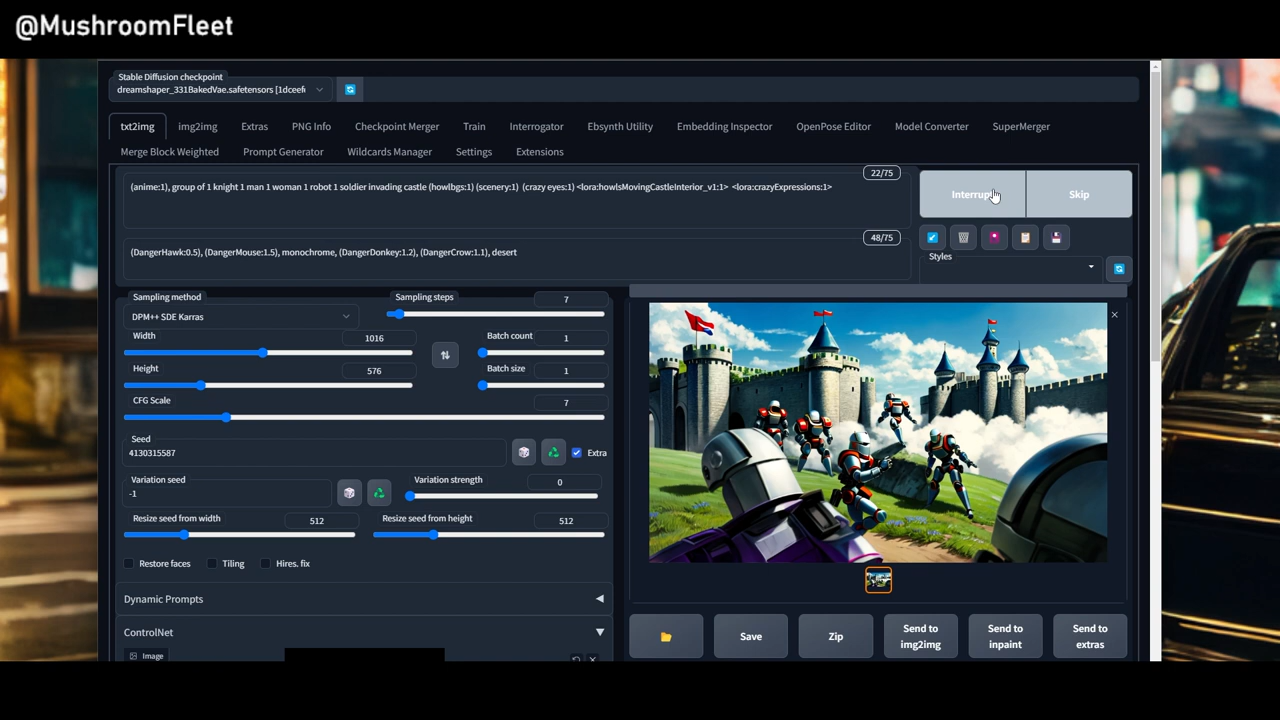 @MushroomFleet
Stable Diffusion checkpoint
dreamshaper_331BakedVae.safetensors [1dceefe
txt2img img2img Extras PNG Info Checkpoint Merger Train Interrogator Ebsynth Utility Embedding Inspector OpenPose Editor Model Converter SuperMerger
Merge Block Weighted Prompt Generator Wildcards Manager Settings Extensions
22/75
(anime:1), group of 1 knight 1 man 1 woman 1 robot 1 soldier invading castle (howlbgs:1) (scenery:1) (crazy eyes:1) <lora:howlsMovingCastleInterior_v1:1> <lora:crazyExpressions:1>
Interrupt Skip
48/75
(DangerHawk:0.5), (DangerMouse:1.5), monochrome, (DangerDonkey:1.2), (DangerCrow:1.1), desert
Styles
Sampling method
DPM++ SDE Karras
Sampling steps 7
Width 1016
Batch count 1
Height 576
Batch size 1
CFG Scale 7
Seed
4130315587
Extra
Variation seed
-1
Variation strength 0
Resize seed from width 512
Resize seed from height 512
Restore faces Tiling Hires. fix
Dynamic Prompts
ControlNet
Image
Save Zip
Send to
img2img
Send to
inpaint
Send to
extras